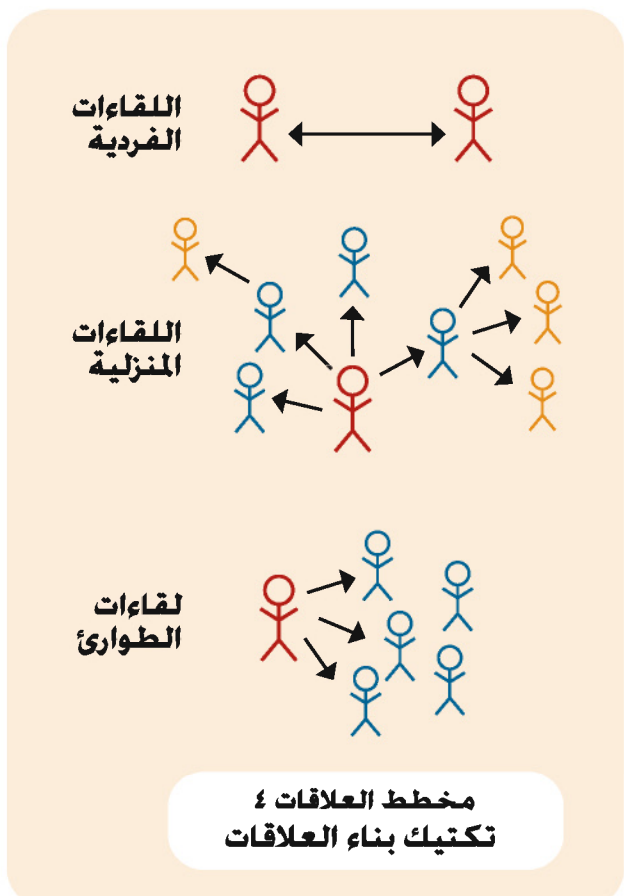 اللقاءات
الفردية
اللقاءات
المنزلية
لقاءات
الطوارئ
مخطط العلاقات ٤
تكتيك بناء العلاقات